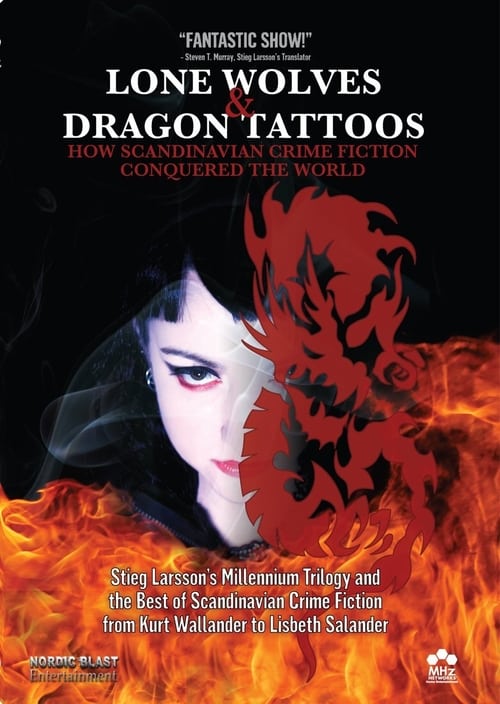 "FANTASTIC SHOW!"
- Steven T. Murray, Stieg Larsson's Translator
LONE WOLVES
&
DRAGON TATTOOS
HOW SCANDINAVIAN CRIME FICTION
CONQUERED THE WORLD
Stieg Larsson's Millennium Trilogy and
the Best of Scandinavian Crime Fiction
from Kurt Wallander to Lisbeth Salander
NORDIC BLAST
Entertainment
MHz
NETWORKS